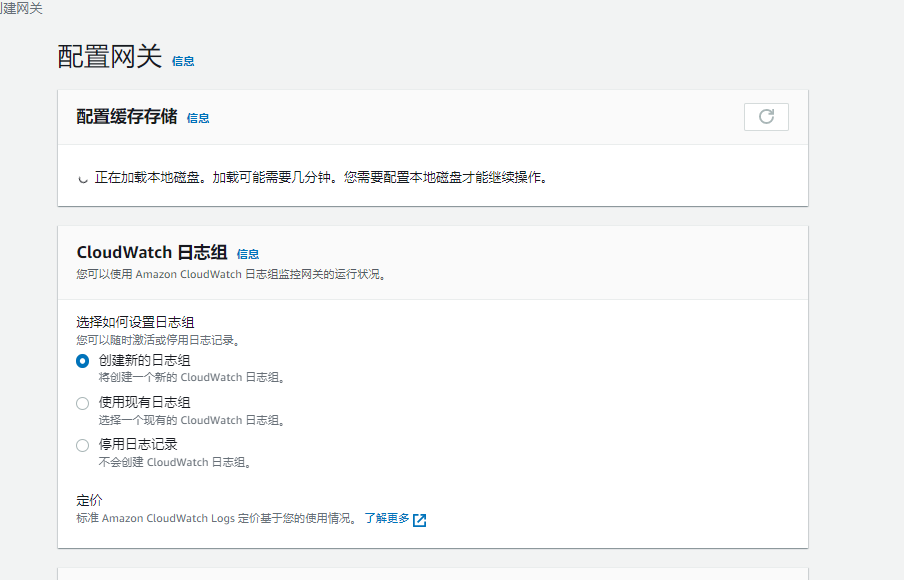 创建网关
配置网关 信息
配置缓存存储 信息
正在加载本地磁盘。加载可能需要几分钟。您需要配置本地磁盘才能继续操作。
CloudWatch 日志组 信息
您可以使用 Amazon CloudWatch 日志组监控网关的运行状况。
选择如何设置日志组
您可以随时激活或停用日志记录。
创建新的日志组
将创建一个新的 CloudWatch 日志组。
使用现有日志组
选择一个现有的 CloudWatch 日志组。
停用日志记录
不会创建 CloudWatch 日志组。
定价
标准 Amazon CloudWatch Logs 定价基于您的使用情况。 了解更多